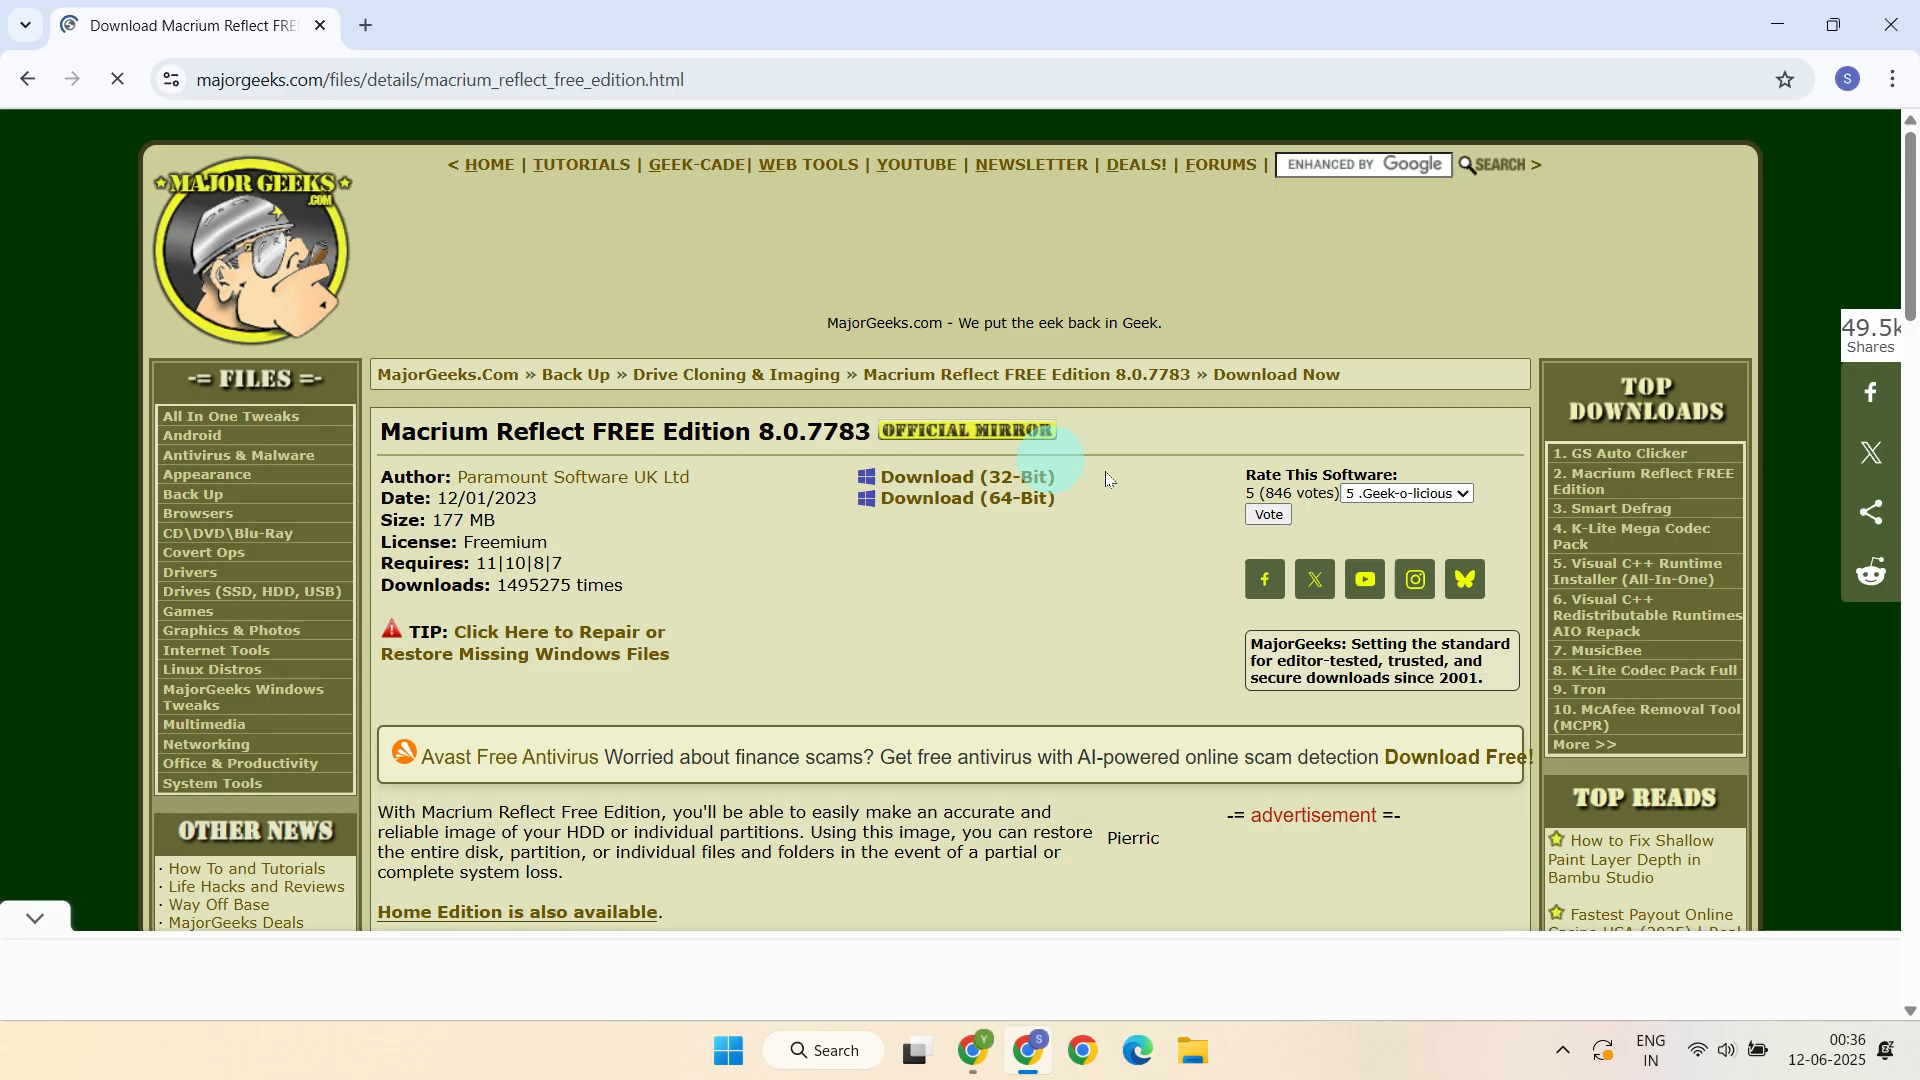 Download Macrium Reflect FRE
majorgeeks.com/files/details/macrium_reflect_free_edition.html
S
MAJOR GEEKS
.COM
< HOME | TUTORIALS | GEEK-CADE| WEB TOOLS | YOUTUBE | NEWSLETTER | DEALS! | FORUMS | ENHANCED BY Google SEARCH >
MajorGeeks.com - We put the eek back in Geek.
49.5k
Shares
-= FILES =-
All In One Tweaks
Android
Antivirus & Malware
Appearance
Back Up
Browsers
CD\DVD\Blu-Ray
Covert Ops
Drivers
Drives (SSD, HDD, USB)
Games
Graphics & Photos
Internet Tools
Linux Distros
MajorGeeks Windows
Tweaks
Multimedia
Networking
Office & Productivity
System Tools
OTHER NEWS
· How To and Tutorials
· Life Hacks and Reviews
· Way Off Base
· MajorGeeks Deals
MajorGeeks.Com » Back Up » Drive Cloning & Imaging » Macrium Reflect FREE Edition 8.0.7783 » Download Now
Macrium Reflect FREE Edition 8.0.7783 OFFICIAL MIRROR
Author: Paramount Software UK Ltd
Date: 12/01/2023
Size: 177 MB
License: Freemium
Requires: 11|10|8|7
Downloads: 1495275 times
TIP: Click Here to Repair or
Restore Missing Windows Files
Download (32-Bit)
Download (64-Bit)
Rate This Software:
5 (846 votes) 5 .Geek-o-licious
Vote
MajorGeeks: Setting the standard
for editor-tested, trusted, and
secure downloads since 2001.
Avast Free Antivirus Worried about finance scams? Get free antivirus with AI-powered online scam detection Download Free!
With Macrium Reflect Free Edition, you'll be able to easily make an accurate and
reliable image of your HDD or individual partitions. Using this image, you can restore
the entire disk, partition, or individual files and folders in the event of a partial or
complete system loss.
Pierric
-= advertisement =-
Home Edition is also available.
TOP
DOWNLOADS
1. GS Auto Clicker
2. Macrium Reflect FREE
Edition
3. Smart Defrag
4. K-Lite Mega Codec
Pack
5. Visual C++ Runtime
Installer (All-In-One)
6. Visual C++
Redistributable Runtimes
AIO Repack
7. MusicBee
8. K-Lite Codec Pack Full
9. Tron
10. McAfee Removal Tool
(MCPR)
More >>
TOP READS
How to Fix Shallow
Paint Layer Depth in
Bambu Studio
Fastest Payout Online
Casino USA (2025) | Real
Search
Y
S
ENG
IN
00:36
12-06-2025